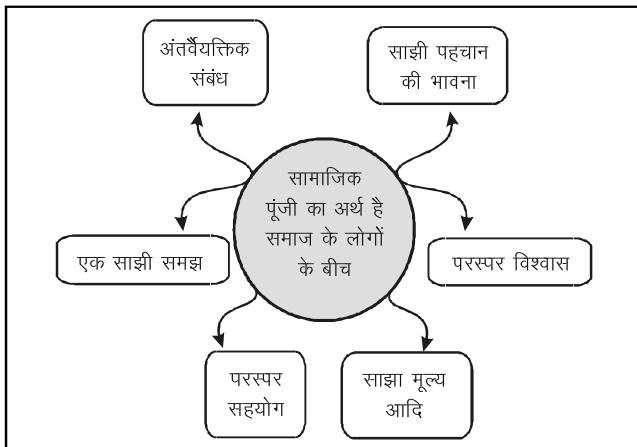 अंतर्वैयक्तिक
संबंध
साझी पहचान
की भावना
सामाजिक
पूंजी का अर्थ है
समाज के लोगों
के बीच
एक साझी समझ
परस्पर विश्वास
परस्पर
सहयोग
साझा मूल्य
आदि